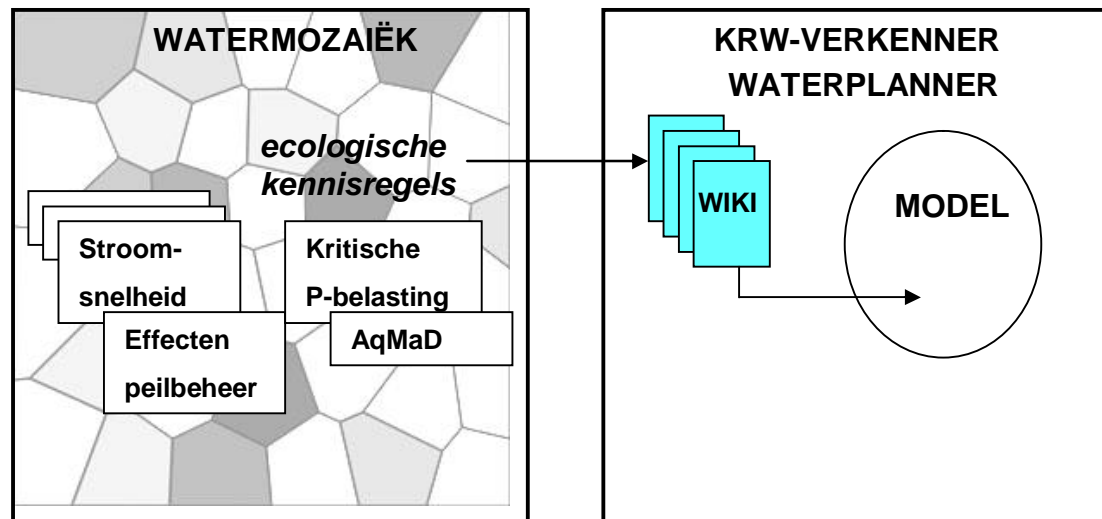 WATERMOZAIËK
ecologische
kennisregels
Stroom-
snelheid
Kritische
P-belasting
Effecten
peilbeheer
AqMaD
KRW-VERKENNER
WATERPLANNER
WIKI
MODEL